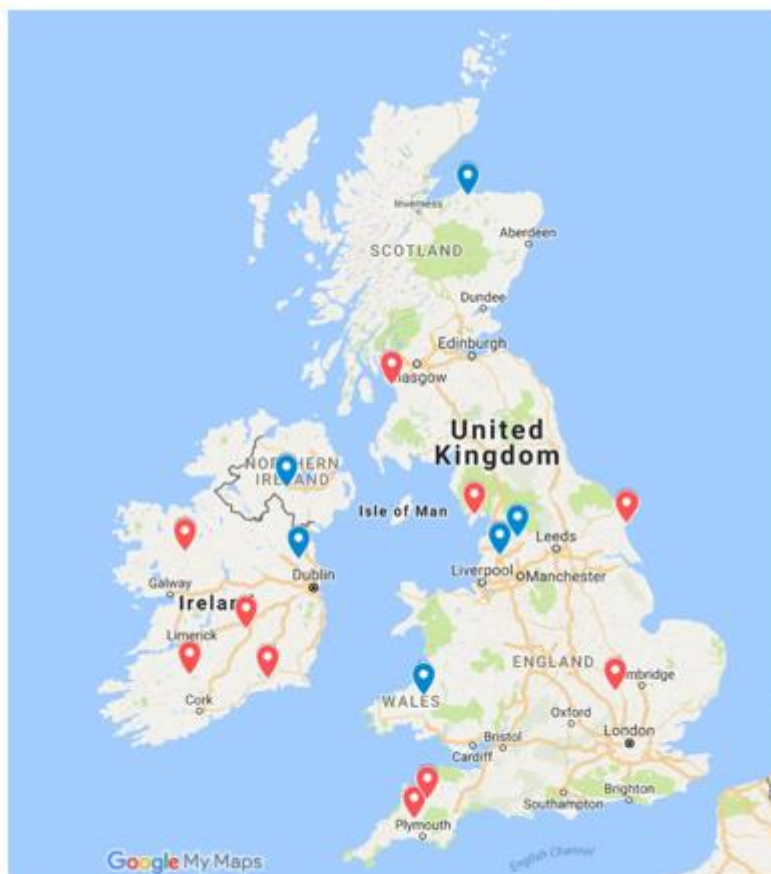 Inverness
Aberdeen
SCOTLAND
Dundee
Edinburgh
lasgow
United
Kingdom
NORTHERN
IRELAND
Isle of Man
Leeds
Galway
Dublin
Liverpool
Manchester
Irelan
Limerick
ENGLAND
mbridge
Cork
WALES
Oxford
London
Bristol
Cardiff
Brighton
Southampton
Plymouth
English Channel
Google My Maps